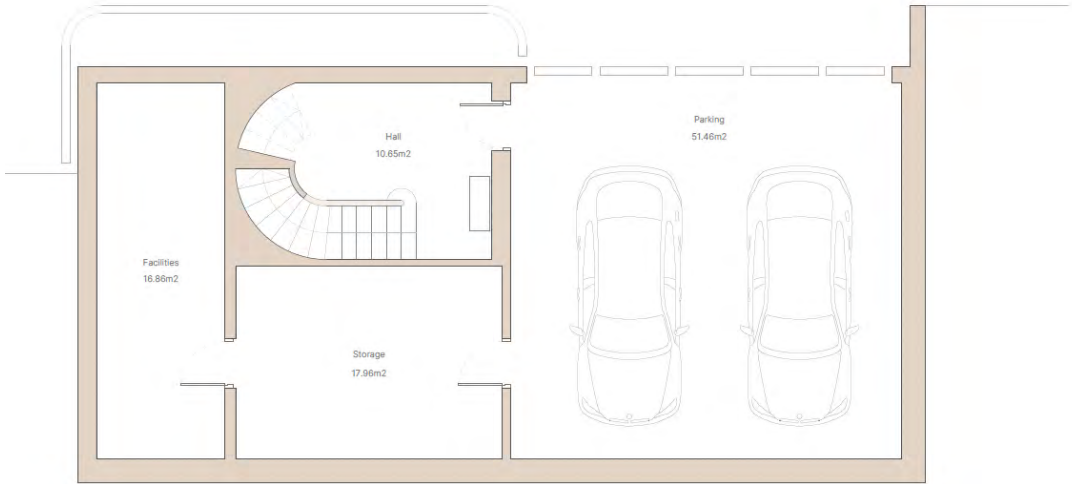 Parking
51.46m2
Hall
10.65m2
Facilities
16.86m2
Storage
17.96m2